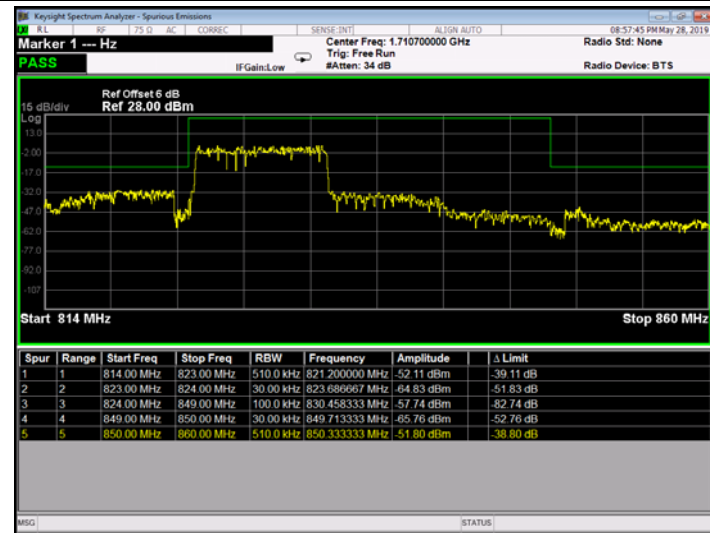 Keysight Spectrum Analyzer - Spurious Emissions
RL RF 75 Ω AC CORREC SENSE:INT ALIGN AUTO 08:57:45 PM May 28, 2019
Marker 1 --- Hz Center Freq: 1.710700000 GHz Radio Std: None
Trig: Free Run
PASS IFGain:Low #Atten: 34 dB Radio Device: BTS
Ref Offset 6 dB
15 dB/div Ref 28.00 dBm
Log
13.0
-2.00
-17.0
-32.0
-47.0
-62.0
-77.0
-92.0
-107
Start 814 MHz Stop 860 MHz
Spur Range Start Freq Stop Freq RBW Frequency Amplitude Δ Limit
1 1 814.00 MHz 823.00 MHz 510.0 kHz 821.200000 MHz -52.11 dBm -39.11 dB
2 2 823.00 MHz 824.00 MHz 30.00 kHz 823.686667 MHz -64.83 dBm -51.83 dB
3 3 824.00 MHz 849.00 MHz 100.0 kHz 830.458333 MHz -57.74 dBm -82.74 dB
4 4 849.00 MHz 850.00 MHz 30.00 kHz 849.713333 MHz -65.76 dBm -52.76 dB
5 5 850.00 MHz 860.00 MHz 510.0 kHz 850.333333 MHz -51.80 dBm -38.80 dB
MSG STATUS